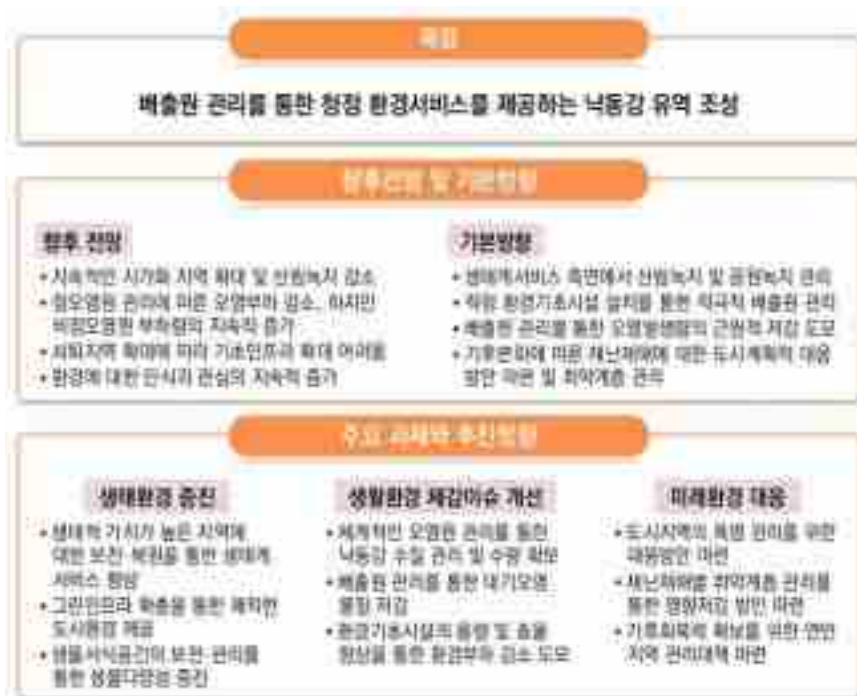 목표
배출원 관리를 통한 청정 환경서비스를 제공하는 낙동강 유역 조성
향후전망 및 기본방향
향후 전망
• 지속적인 시가화 지역 확대 및 산림녹지 감소
• 점오염원 관리에 따른 오염부하 감소, 하지만
비점오염원 부하량의 지속적 증가
• 쇠퇴지역 확대에 따라 기초인프라 확대 어려움
• 환경에 대한 인식과 관심의 지속적 증가
기본방향
• 생태계서비스 측면에서 산림녹지 및 공원녹지 관리
• 적정 환경기초시설 설치를 통한 적극적 배출원 관리
• 배출원 관리를 통한 오염발생량의 근원적 저감 도모
• 기후변화에 따른 재난재해에 대한 도시계획적 대응
방안 마련 및 취약계층 관리
주요 과제와 추진방향
생태환경 증진
• 생태적 가치가 높은 지역에
대한 보전·복원을 통한 생태계
서비스 향상
• 그린인프라 확충을 통한 쾌적한
도시환경 제공
• 생물서식공간의 보전·관리를
통한 생물다양성 증진
생활환경 체감이슈 개선
• 체계적인 오염원 관리를 통한
낙동강 수질 관리 및 수량 확보
• 배출원 관리를 통한 대기오염
물질 저감
• 환경기초시설의 용량 및 효율
향상을 통한 환경부하 감소 도모
미래환경 대응
• 도시지역의 폭염 관리를 위한
대응방안 마련
• 재난재해별 취약계층 관리를
통한 영향저감 방안 마련
• 기후회복력 확보를 위한 연안
지역 관리대책 마련